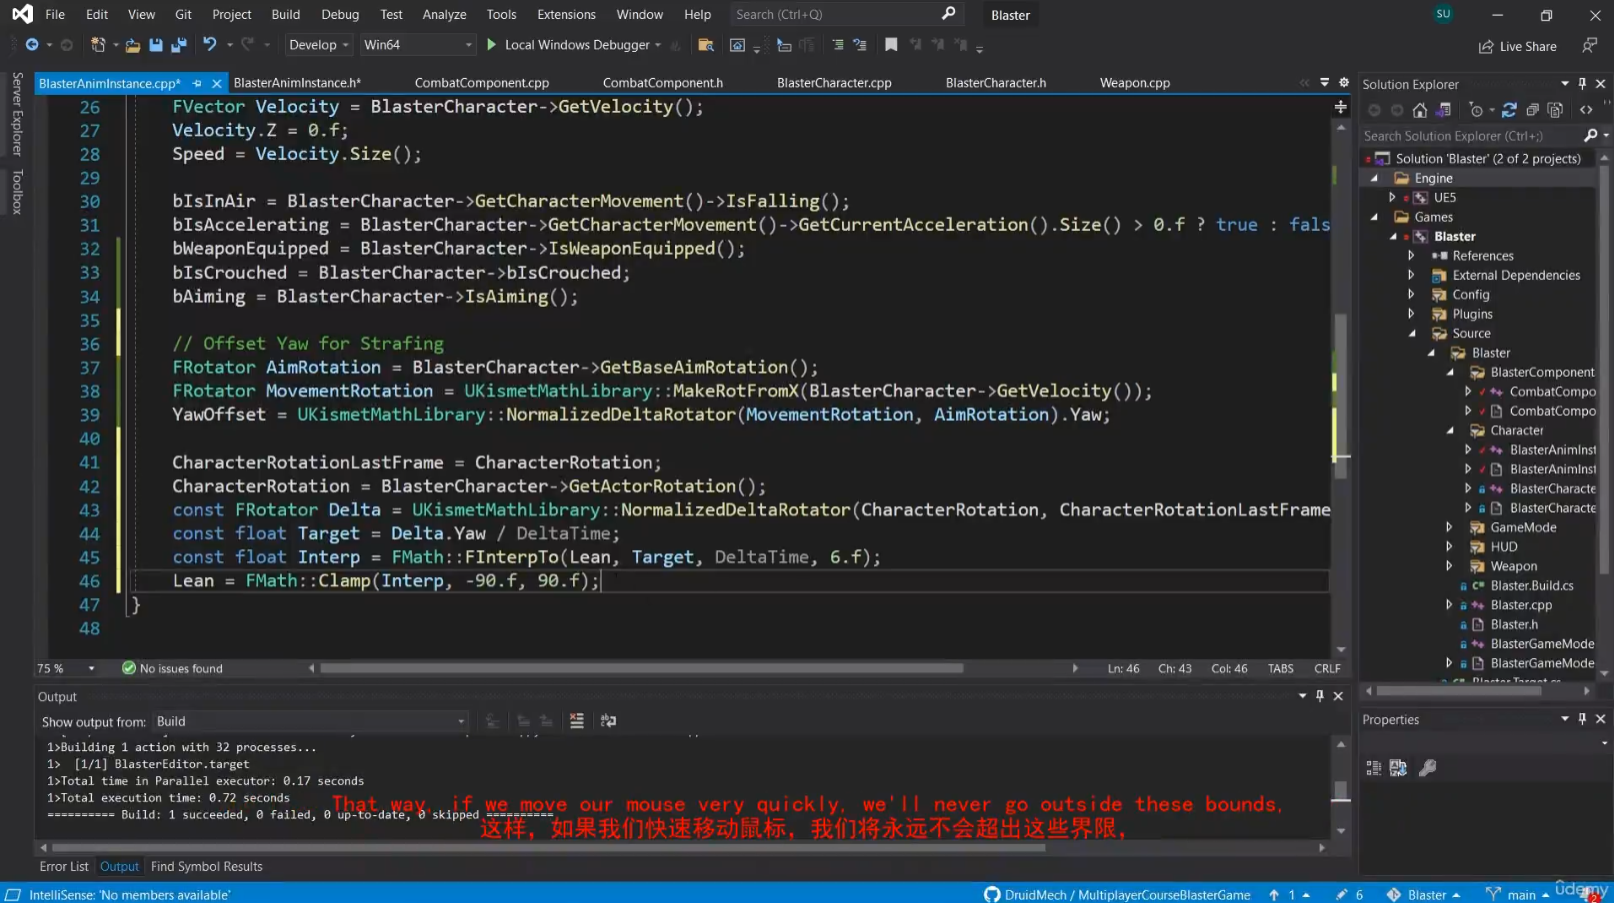 File Edit View Git Project Build Debug Test Analyze Tools Extensions Window Help Search (Ctrl+Q) Blaster SU
Develop Win64 Local Windows Debugger Live Share
Server Explorer
Toolbox
BlasterAnimInstance.cpp* BlasterAnimInstance.h* CombatComponent.cpp CombatComponent.h BlasterCharacter.cpp BlasterCharacter.h Weapon.cpp
26 FVector Velocity = BlasterCharacter->GetVelocity();
27 Velocity.Z = 0.f;
28 Speed = Velocity.Size();
29
30 bIsInAir = BlasterCharacter->GetCharacterMovement()->IsFalling();
31 bIsAccelerating = BlasterCharacter->GetCharacterMovement()->GetCurrentAcceleration().Size() > 0.f ? true : fals
32 bWeaponEquipped = BlasterCharacter->IsWeaponEquipped();
33 bIsCrouched = BlasterCharacter->bIsCrouched;
34 bAiming = BlasterCharacter->IsAiming();
35
36 // Offset Yaw for Strafing
37 FRotator AimRotation = BlasterCharacter->GetBaseAimRotation();
38 FRotator MovementRotation = UKismetMathLibrary::MakeRotFromX(BlasterCharacter->GetVelocity());
39 YawOffset = UKismetMathLibrary::NormalizedDeltaRotator(MovementRotation, AimRotation).Yaw;
40
41 CharacterRotationLastFrame = CharacterRotation;
42 CharacterRotation = BlasterCharacter->GetActorRotation();
43 const FRotator Delta = UKismetMathLibrary::NormalizedDeltaRotator(CharacterRotation, CharacterRotationLastFrame
44 const float Target = Delta.Yaw / DeltaTime;
45 const float Interp = FMath::FInterpTo(Lean, Target, DeltaTime, 6.f);
46 Lean = FMath::Clamp(Interp, -90.f, 90.f);
47 }
48
75 % No issues found Ln: 46 Ch: 43 Col: 46 TABS CRLF
Output
Show output from: Build
1>Building 1 action with 32 processes...
1> [1/1] BlasterEditor.target
1>Total time in Parallel executor: 0.17 seconds
1>Total execution time: 0.72 seconds
========== Build: 1 succeeded, 0 failed, 0 up-to-date, 0 skipped ==========
That way, if we move our mouse very quickly, we'll never go outside these bounds,
这样，如果我们快速移动鼠标，我们将永远不会超出这些界限，
Error List Output Find Symbol Results
IntelliSense: 'No members available' DruidMech / MultiplayerCourseBlasterGame 1 6 Blaster main 2
Solution Explorer
Search Solution Explorer (Ctrl+;)
Solution 'Blaster' (2 of 2 projects)
Engine
UE5
Games
Blaster
References
External Dependencies
Config
Plugins
Source
Blaster
BlasterComponent
CombatCompo
CombatCompo
Character
BlasterAnimInst
BlasterAnimInst
BlasterCharacte
BlasterCharacte
GameMode
HUD
Weapon
Blaster.Build.cs
Blaster.cpp
Blaster.h
BlasterGameMode
BlasterGameMode
Blaster.Target.cs
Properties
ûdemy